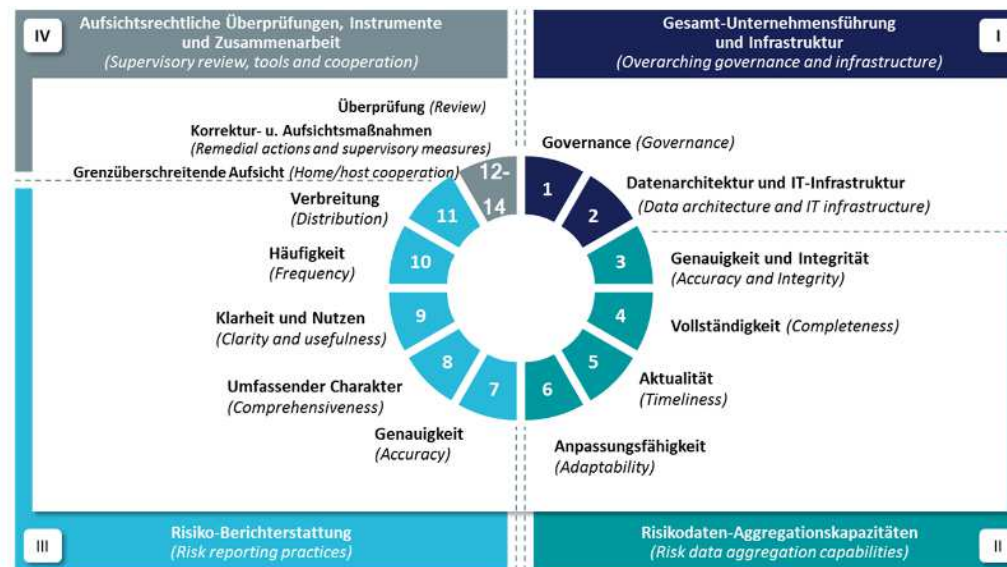 IV
Aufsichtsrechtliche Überprüfungen, Instrumente
und Zusammenarbeit
(Supervisory review, tools and cooperation)
Gesamt-Unternehmensführung
und Infrastruktur
(Overarching governance and infrastructure)
I
Überprüfung (Review)
Korrektur- u. Aufsichtsmaßnahmen
(Remedial actions and supervisory measures)
Grenzüberschreitende Aufsicht (Home/host cooperation)
12-
14
1
Governance (Governance)
2
Datenarchitektur und IT-Infrastruktur
(Data architecture and IT infrastructure)
3
Genauigkeit und Integrität
(Accuracy and Integrity)
4
Vollständigkeit (Completeness)
5
Aktualität
(Timeliness)
6
Anpassungsfähigkeit
(Adaptability)
7
Genauigkeit
(Accuracy)
8
Umfassender Charakter
(Comprehensiveness)
9
Klarheit und Nutzen
(Clarity and usefulness)
10
Häufigkeit
(Frequency)
11
Verbreitung
(Distribution)
III
Risiko-Berichterstattung
(Risk reporting practices)
Risikodaten-Aggregationskapazitäten
(Risk data aggregation capabilities)
II